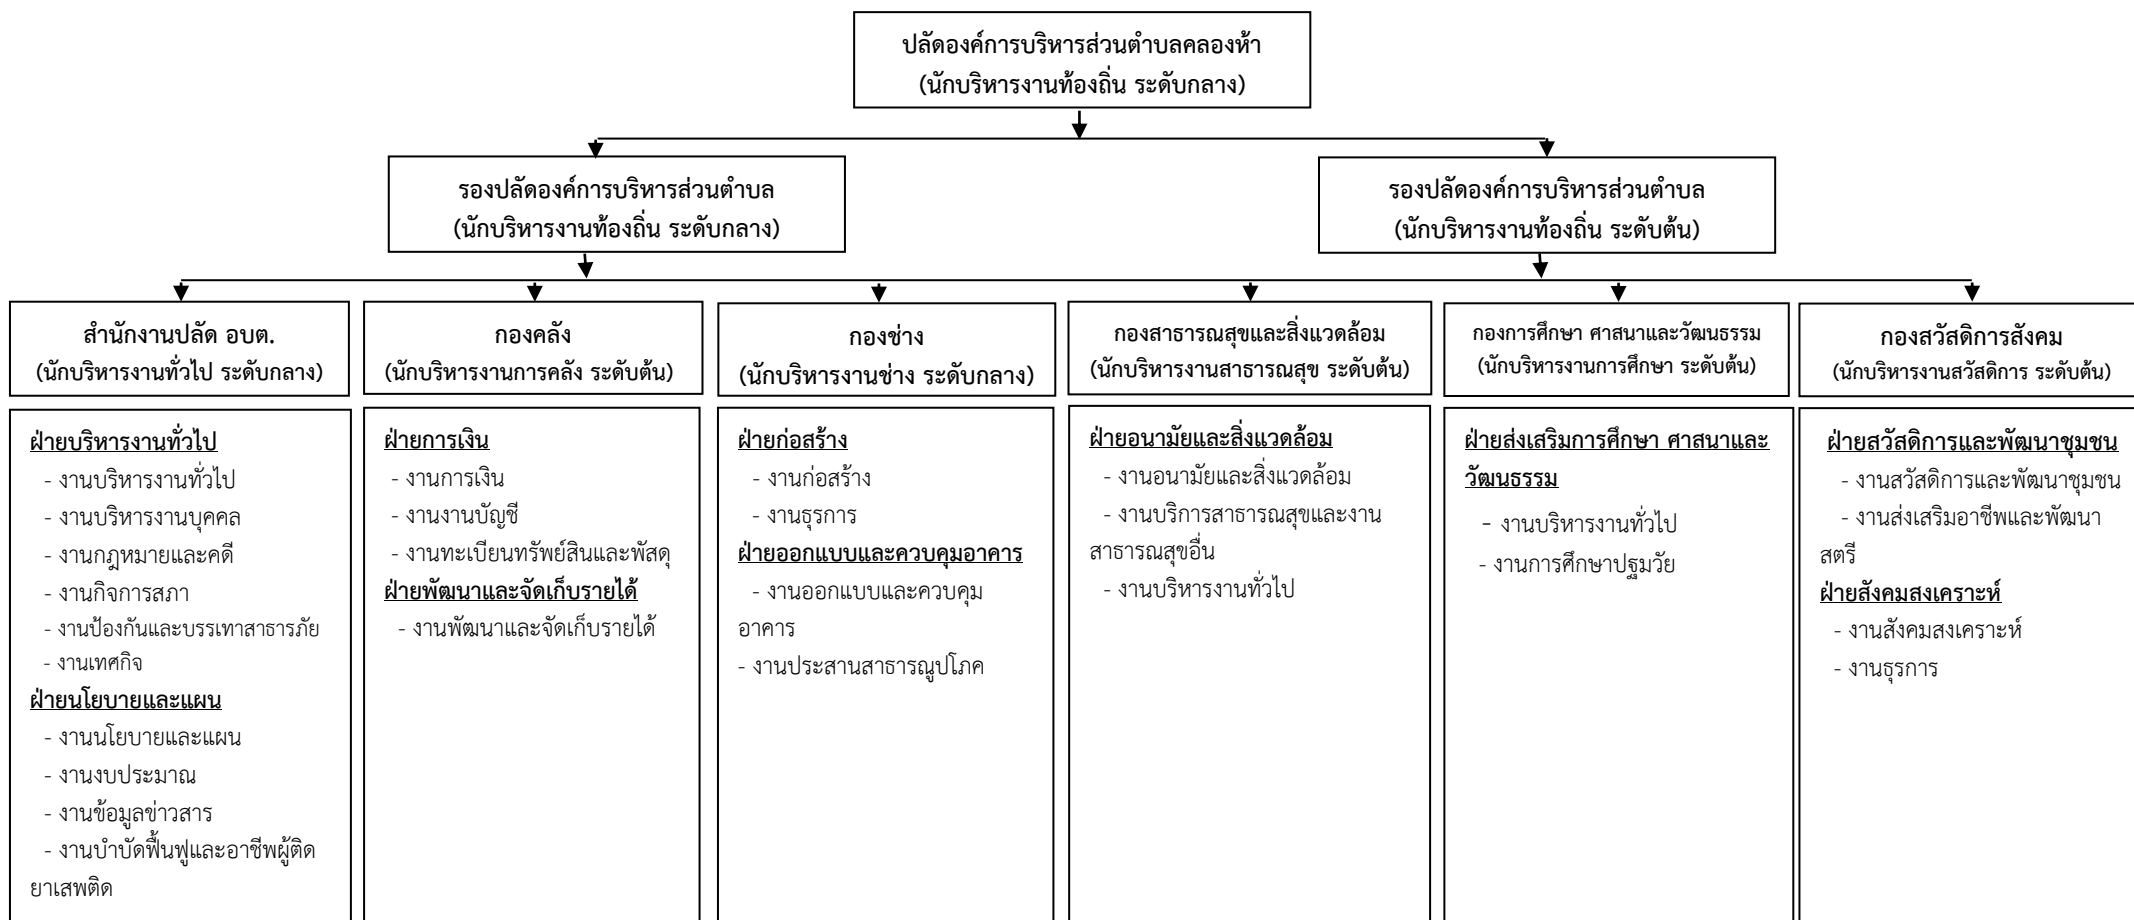 ปลัดองค์การบริหารส่วนตำบลคลองห้า
(นักบริหารงานท้องถิ่น ระดับกลาง)
รองปลัดองค์การบริหารส่วนตำบล
(นักบริหารงานท้องถิ่น ระดับกลาง)
รองปลัดองค์การบริหารส่วนตำบล
(นักบริหารงานท้องถิ่น ระดับต้น)
สำนักงานปลัด อบต.
(นักบริหารงานทั่วไป ระดับกลาง)
กองคลัง
(นักบริหารงานการคลัง ระดับต้น)
กองช่าง
(นักบริหารงานช่าง ระดับกลาง)
กองสาธารณสุขและสิ่งแวดล้อม
(นักบริหารงานสาธารณสุข ระดับต้น)
กองการศึกษา ศาสนาและวัฒนธรรม
(นักบริหารงานการศึกษา ระดับต้น)
กองสวัสดิการสังคม
(นักบริหารงานสวัสดิการ ระดับต้น)
ฝ่ายบริหารงานทั่วไป
- งานบริหารงานทั่วไป
- งานบริหารงานบุคคล
- งานกฎหมายและคดี
- งานกิจการสภา
- งานป้องกันและบรรเทาสาธารภัย
- งานเทศกิจ
ฝ่ายนโยบายและแผน
- งานนโยบายและแผน
- งานงบประมาณ
- งานข้อมูลข่าวสาร
- งานบำบัดฟื้นฟูและอาชีพผู้ติด
ยาเสพติด
ฝ่ายการเงิน
- งานการเงิน
- งานงานบัญชี
- งานทะเบียนทรัพย์สินและพัสดุ
ฝ่ายพัฒนาและจัดเก็บรายได้
- งานพัฒนาและจัดเก็บรายได้
ฝ่ายก่อสร้าง
- งานก่อสร้าง
- งานธุรการ
ฝ่ายออกแบบและควบคุมอาคาร
- งานออกแบบและควบคุม
อาคาร
- งานประสานสาธารณูปโภค
ฝ่ายอนามัยและสิ่งแวดล้อม
- งานอนามัยและสิ่งแวดล้อม
- งานบริการสาธารณสุขและงาน
สาธารณสุขอื่น
- งานบริหารงานทั่วไป
ฝ่ายส่งเสริมการศึกษา ศาสนาและ
วัฒนธรรม
- งานบริหารงานทั่วไป
- งานการศึกษาปฐมวัย
ฝ่ายสวัสดิการและพัฒนาชุมชน
- งานสวัสดิการและพัฒนาชุมชน
- งานส่งเสริมอาชีพและพัฒนา
สตรี
ฝ่ายสังคมสงเคราะห์
- งานสังคมสงเคราะห์
- งานธุรการ